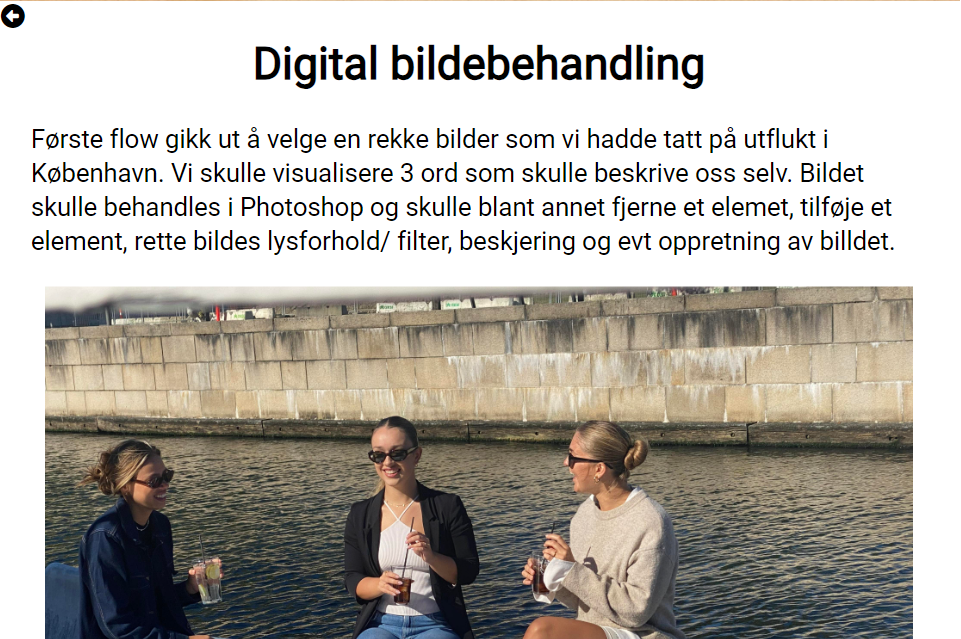 Digital bildebehandling
Første flow gikk ut å velge en rekke bilder som vi hadde tatt på utflukt i
København. Vi skulle visualisere 3 ord som skulle beskrive oss selv. Bildet
skulle behandles i Photoshop og skulle blant annet fjerne et elemet, tilføje et
element, rette bildes lysforhold/ filter, beskjering og evt oppretning av billdet.